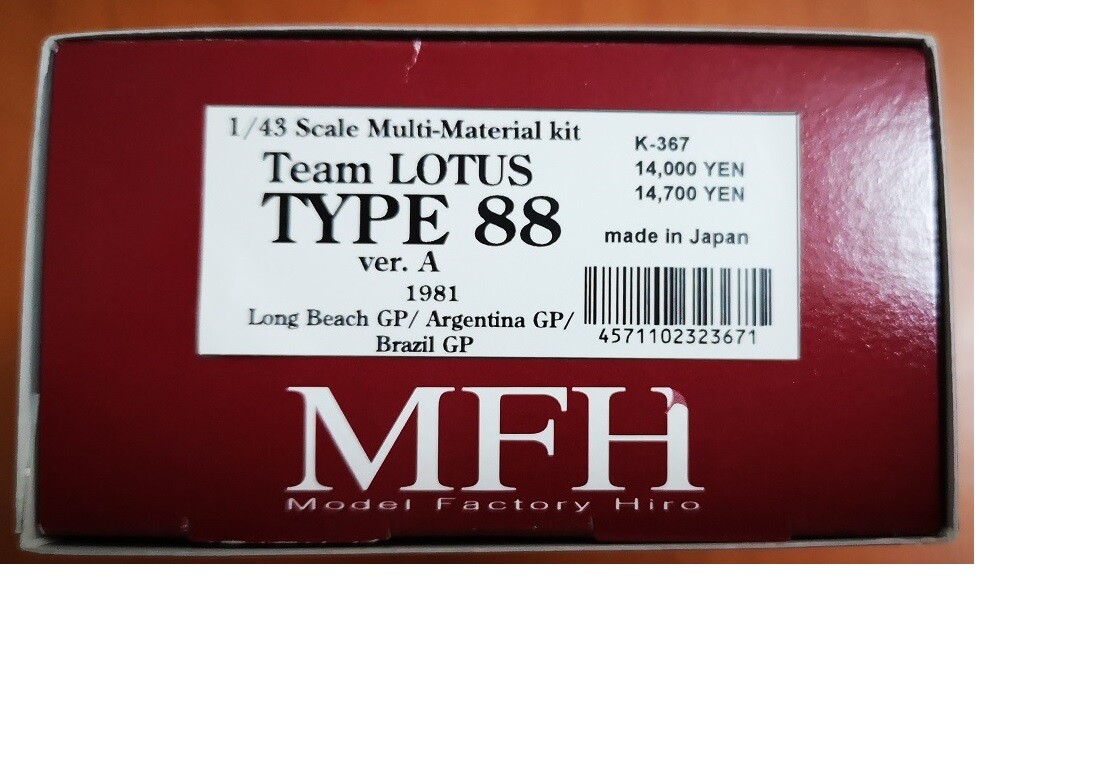 1/43 Scale Multi-Material kit
Team LOTUS
TYPE 88
ver. A
1981
Long Beach GP/ Argentina GP/
Brazil GP
K-367
14,000 YEN
14,700 YEN
made in Japan
4571102323671
MFH
Model Factory Hiro